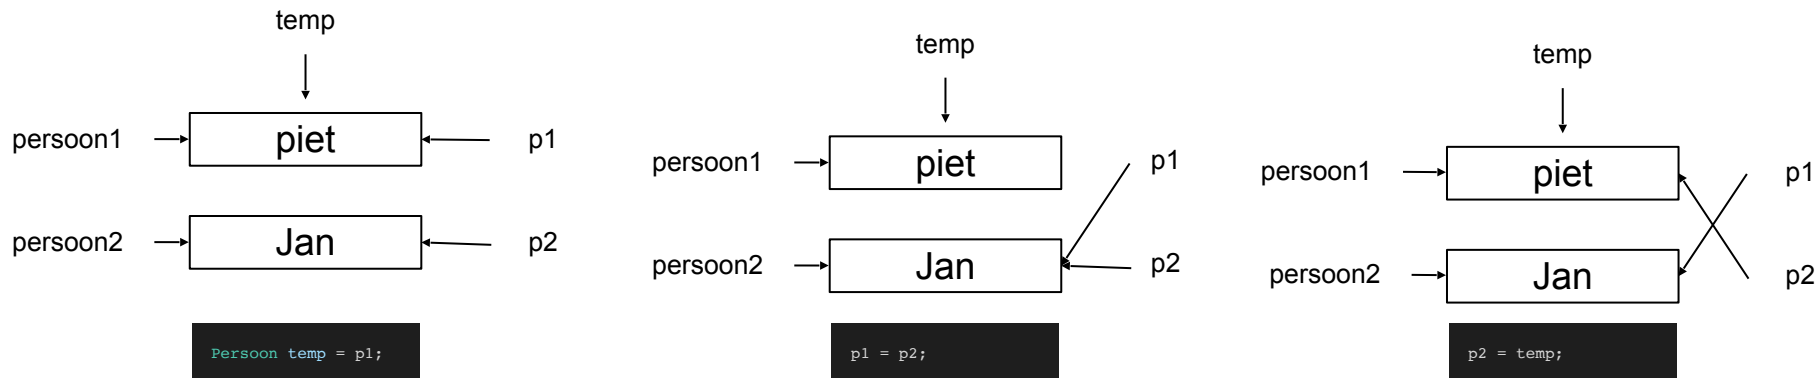 temp
persoon1
piet
p1
persoon2
Jan
p2
Persoon temp = p1;
temp
persoon1
piet
p1
persoon2
Jan
p2
p1 = p2;
temp
persoon1
piet
p1
persoon2
Jan
p2
p2 = temp;